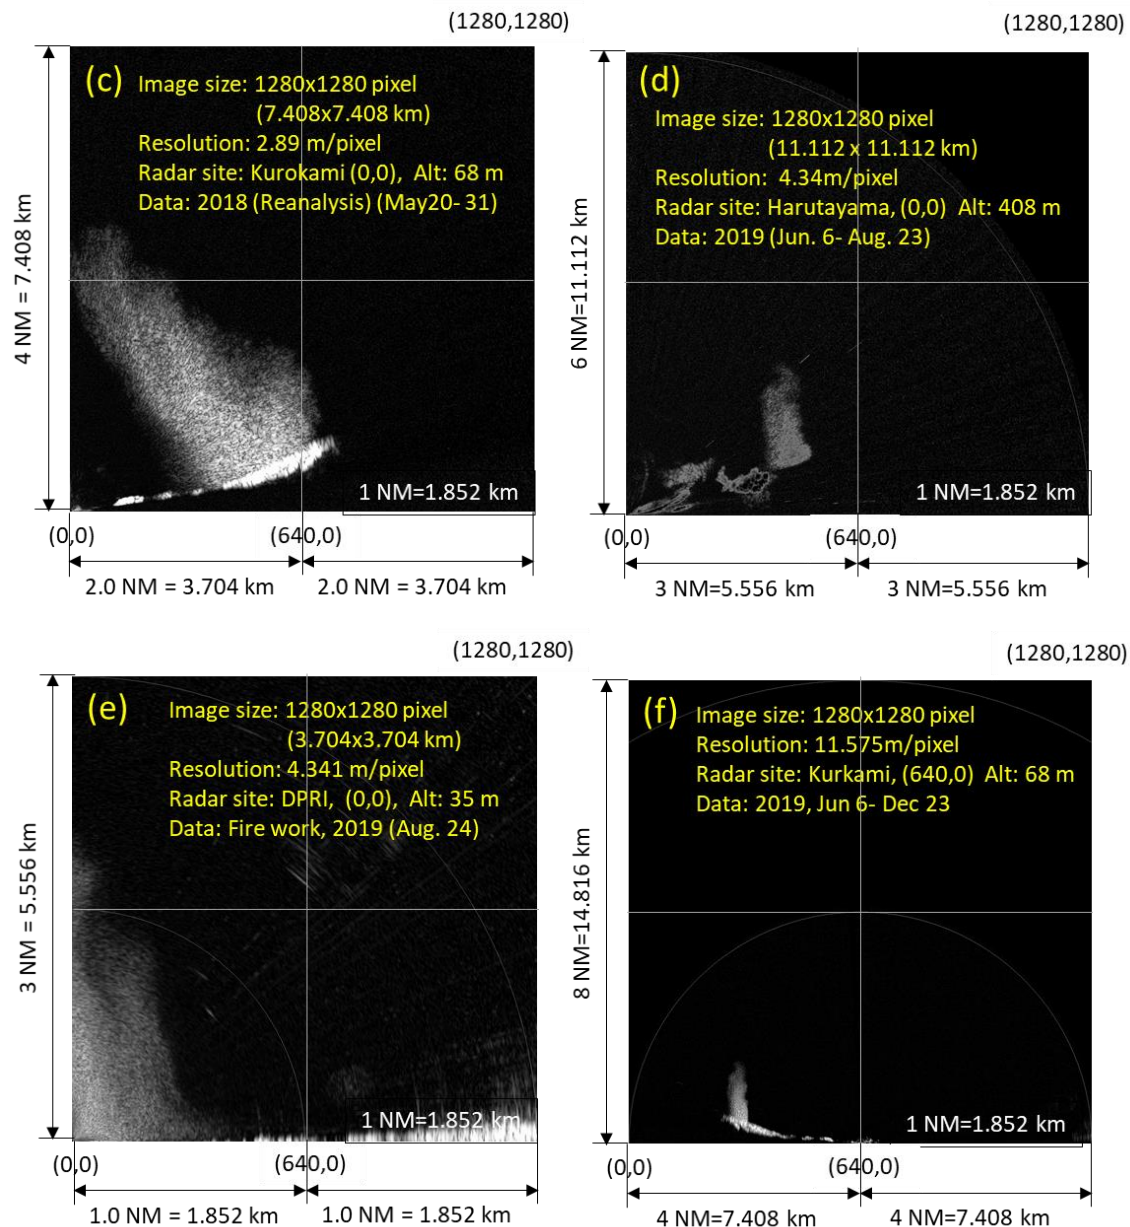 (1280,1280)
(c) Image size: 1280x1280 pixel
(7.408x7.408 km)
Resolution: 2.89 m/pixel
Radar site: Kurokami (0,0), Alt: 68 m
Data: 2018 (Reanalysis) (May20- 31)
4 NM = 7.408 km
1 NM=1.852 km
(0,0)
(640,0)
2.0 NM = 3.704 km
2.0 NM = 3.704 km
(1280,1280)
(d)
Image size: 1280x1280 pixel
(11.112 x 11.112 km)
Resolution: 4.34m/pixel
Radar site: Harutayama, (0,0) Alt: 408 m
Data: 2019 (Jun. 6- Aug. 23)
6 NM=11.112 km
1 NM=1.852 km
(0,0)
(640,0)
3 NM=5.556 km
3 NM=5.556 km
(1280,1280)
(e) Image size: 1280x1280 pixel
(3.704x3.704 km)
Resolution: 4.341 m/pixel
Radar site: DPRI, (0,0), Alt: 35 m
Data: Fire work, 2019 (Aug. 24)
3 NM = 5.556 km
1 NM=1.852 km
(0,0)
(640,0)
1.0 NM = 1.852 km
1.0 NM = 1.852 km
(1280,1280)
(f) Image size: 1280x1280 pixel
Resolution: 11.575m/pixel
Radar site: Kurkami, (640,0) Alt: 68 m
Data: 2019, Jun 6- Dec 23
8 NM=14.816 km
1 NM=1.852 km
(0,0)
(640,0)
4 NM=7.408 km
4 NM=7.408 km